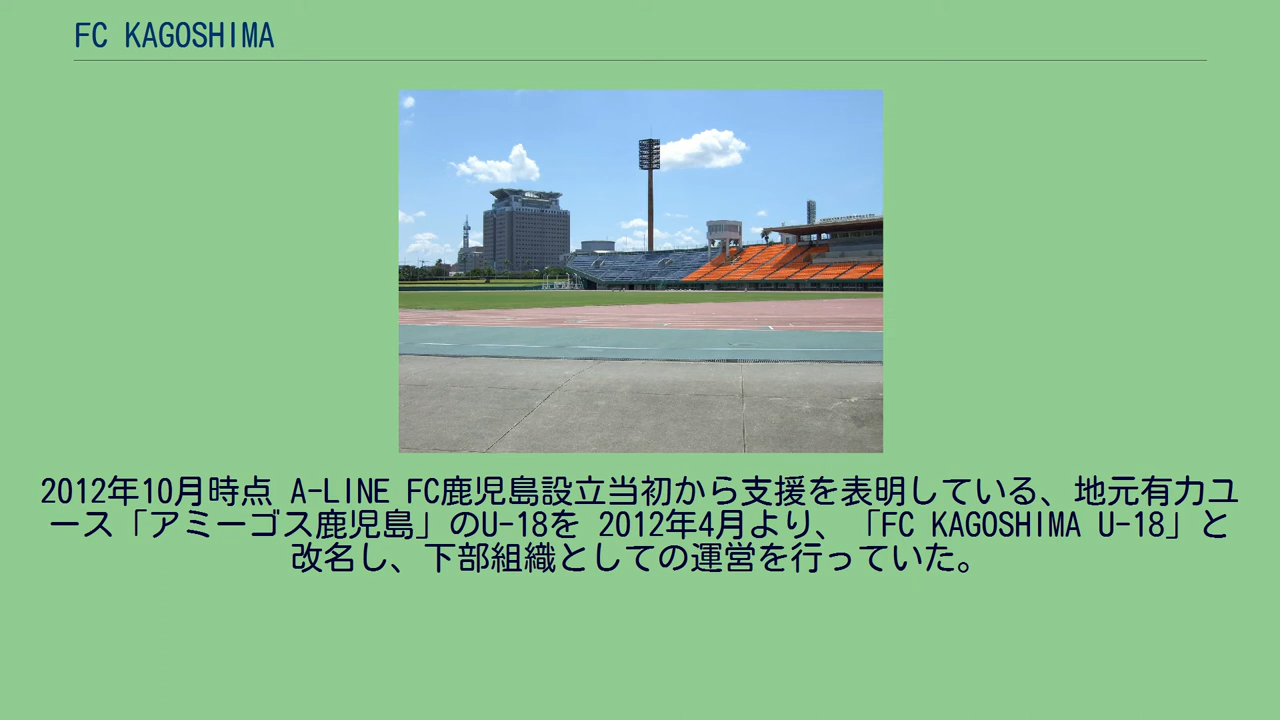 FC KAGOSHIMA
2012年10月時点 A-LINE FC鹿児島設立当初から支援を表明している、地元有力ユ
ース「アミーゴス鹿児島」のU-18を 2012年4月より、「FC KAGOSHIMA U-18」と
改名し、下部組織としての運営を行っていた。